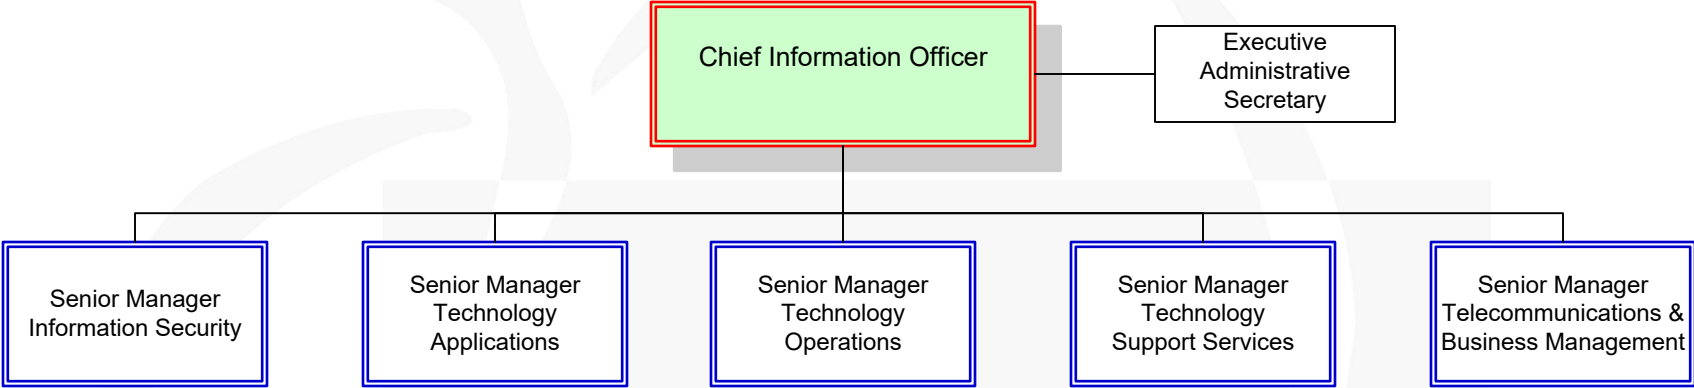 Chief Information Officer
Executive
Administrative
Secretary
Senior Manager
Information Security
Senior Manager
Technology
Applications
Senior Manager
Technology
Operations
Senior Manager
Technology
Support Services
Senior Manager
Telecommunications &
Business Management